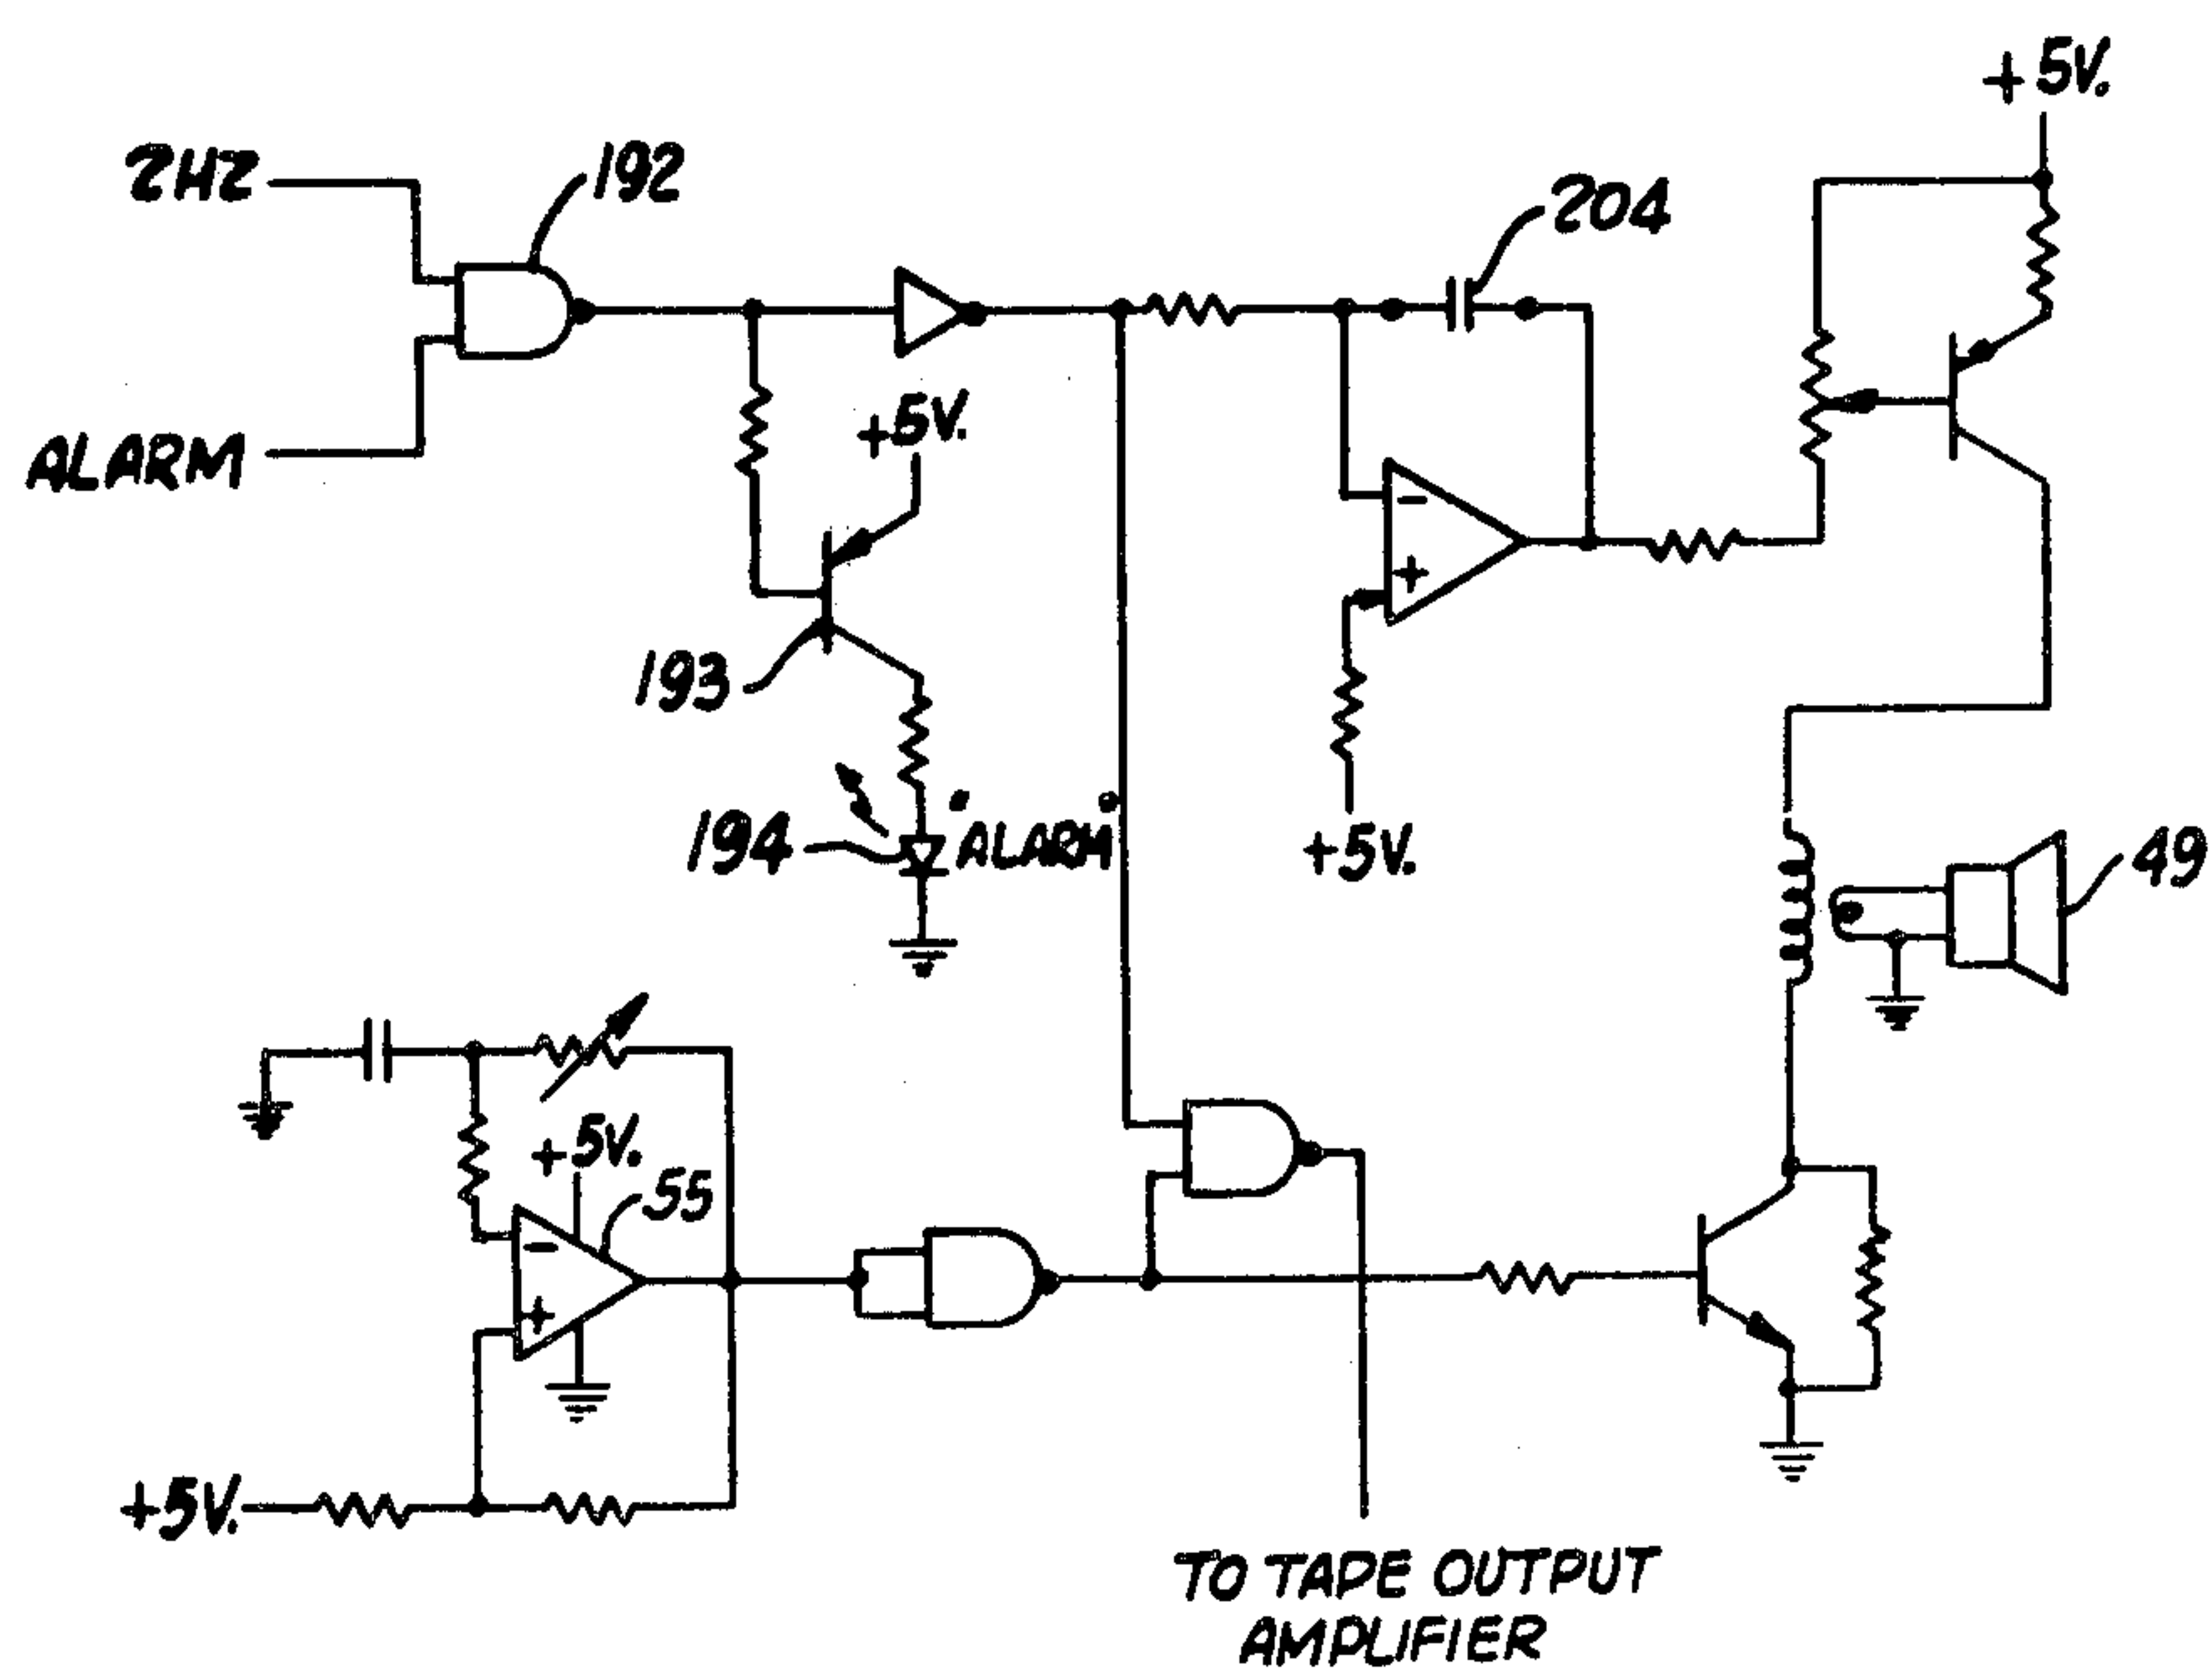 +5V.
2HZ
192
204
ALARM
+5V.
193
194
"ALARM"
+5V.
49
+5V.
55
-
+
-
+
+5V.
TO TAPE OUTPUT
AMPLIFIER